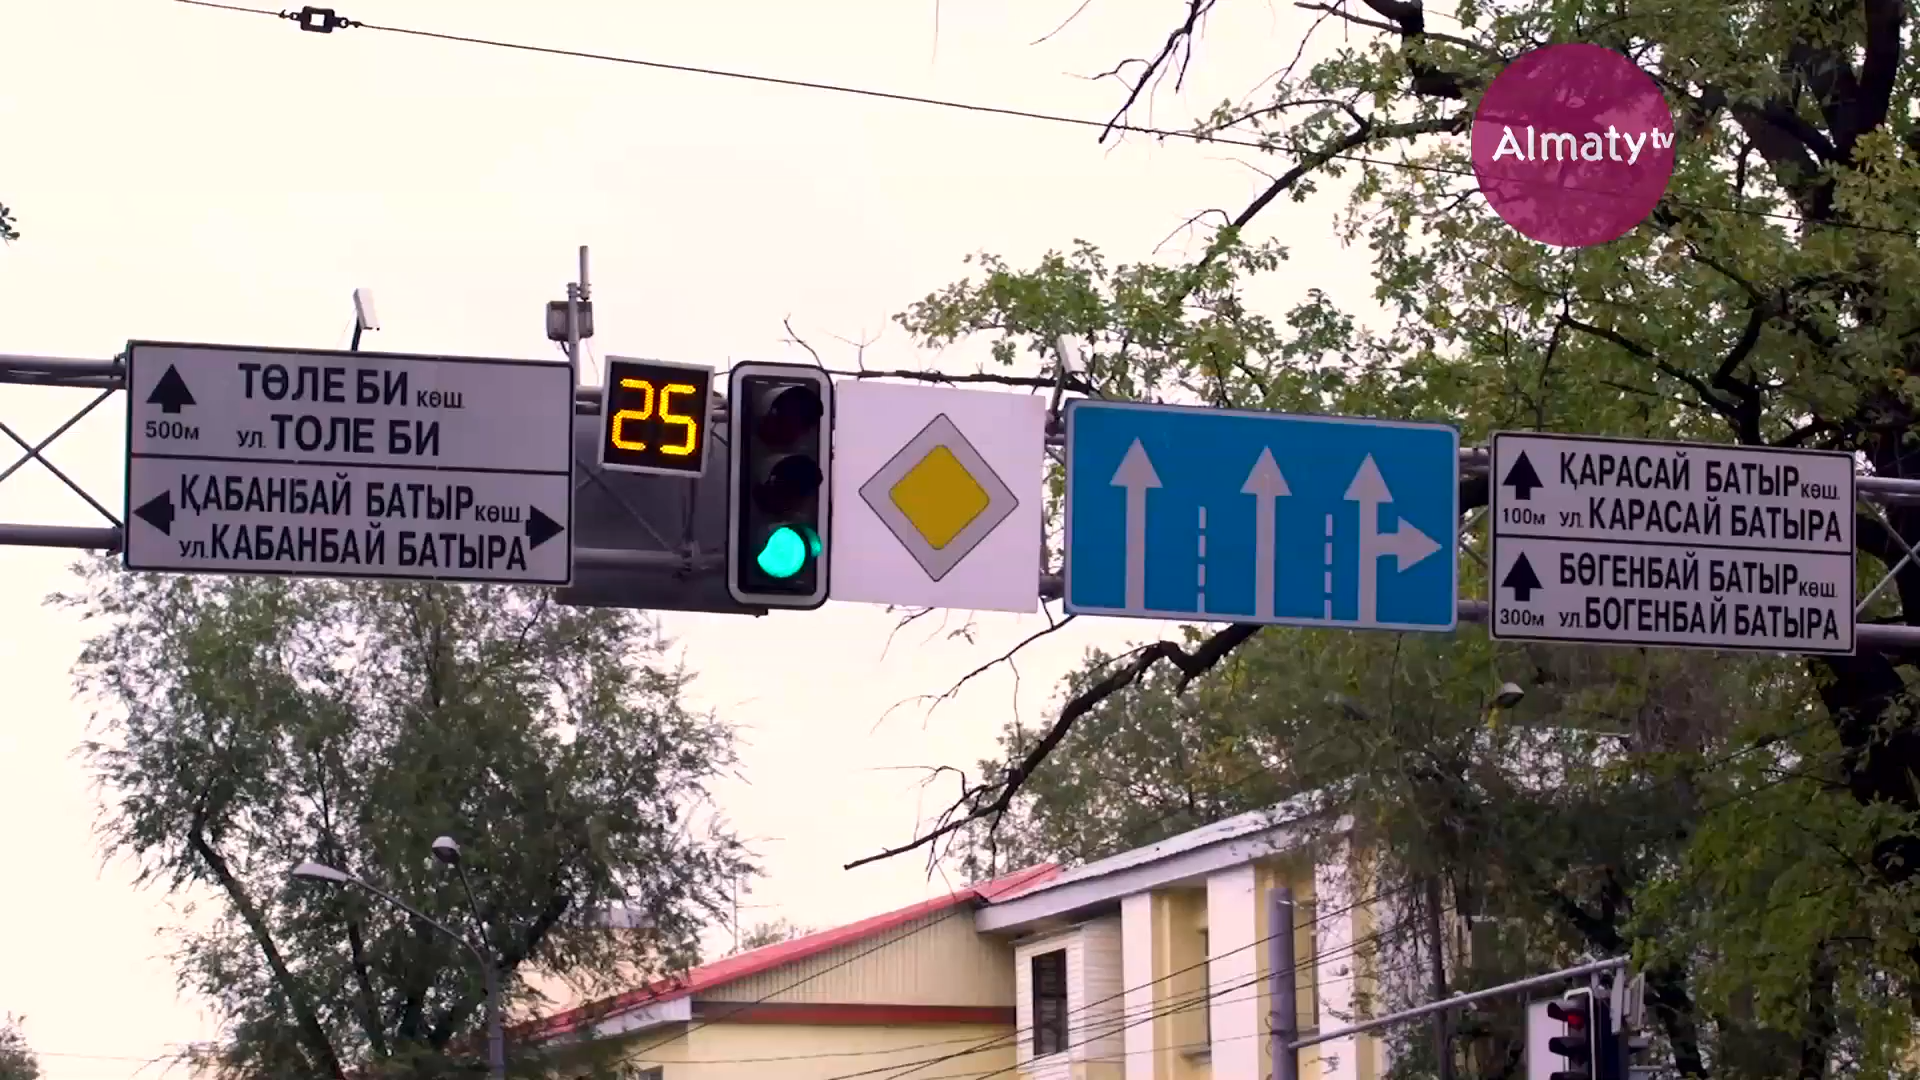 Almaty tv
ТӨЛЕ БИ көш.
500м ул. ТОЛЕ БИ
ҚАБАНБАЙ БАТЫР көш.
ул. КАБАНБАЙ БАТЫРА
25
ҚАРАСАЙ БАТЫР көш.
100м ул. КАРАСАЙ БАТЫРА
БӨГЕНБАЙ БАТЫР көш.
300м ул. БОГЕНБАЙ БАТЫРА